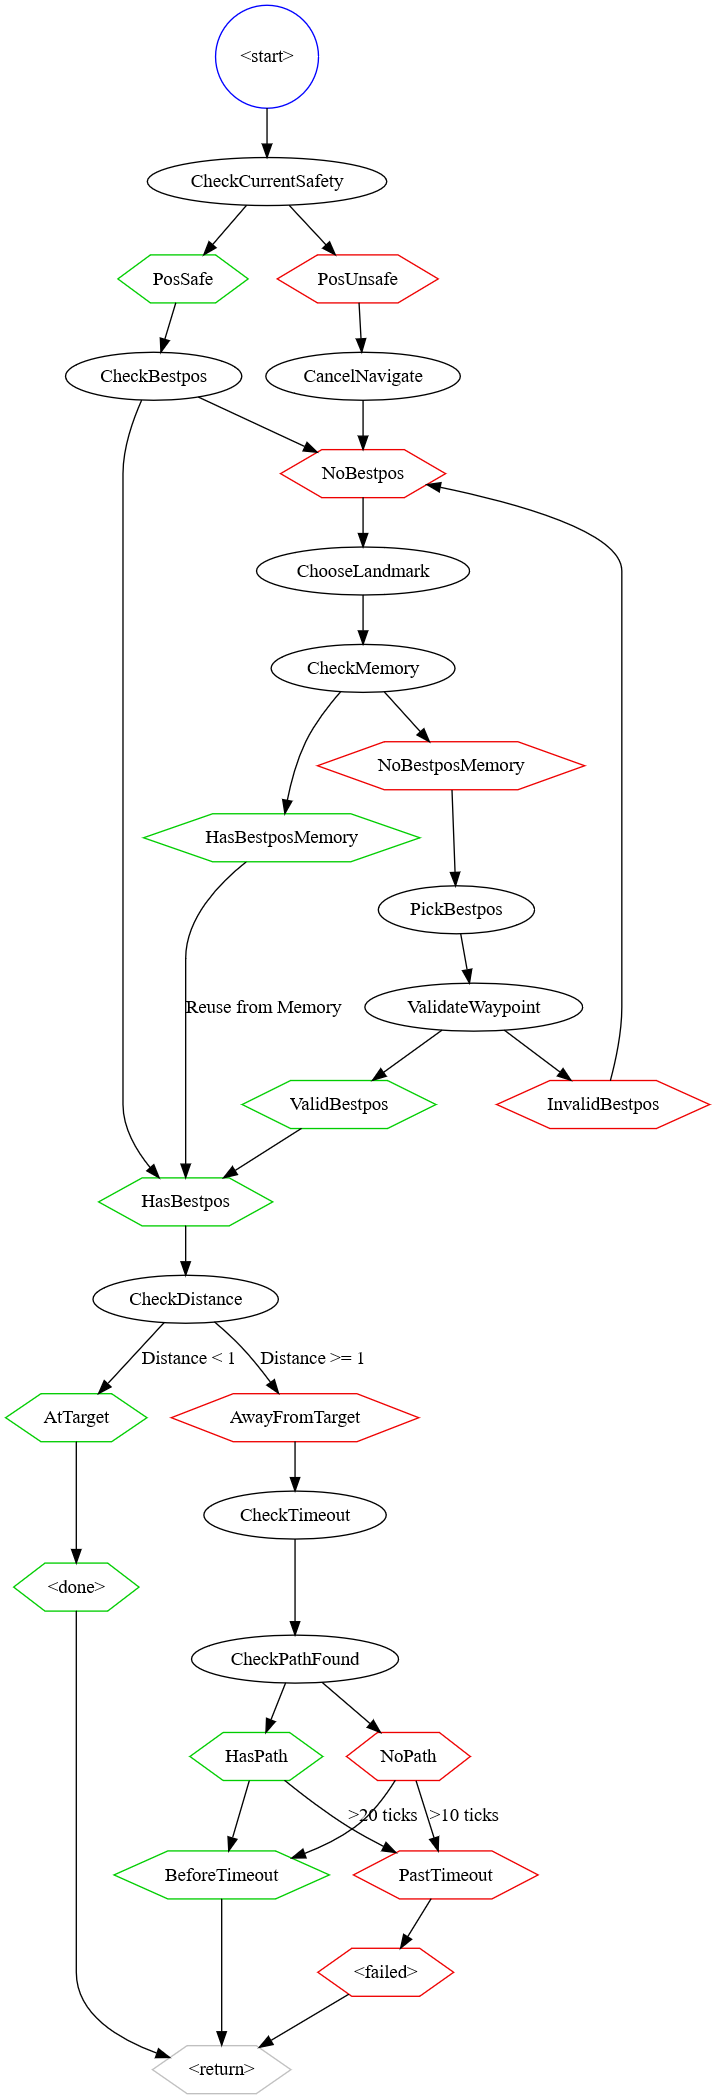 <start>
CheckCurrentSafety
PosSafe
PosUnsafe
CheckBestpos
CancelNavigate
NoBestpos
ChooseLandmark
CheckMemory
NoBestposMemory
HasBestposMemory
PickBestpos
Reuse from Memory
ValidateWaypoint
ValidBestpos
InvalidBestpos
HasBestpos
CheckDistance
Distance < 1
Distance >= 1
AtTarget
AwayFromTarget
CheckTimeout
<done>
CheckPathFound
HasPath
NoPath
>20 ticks
>10 ticks
BeforeTimeout
PastTimeout
<failed>
<return>